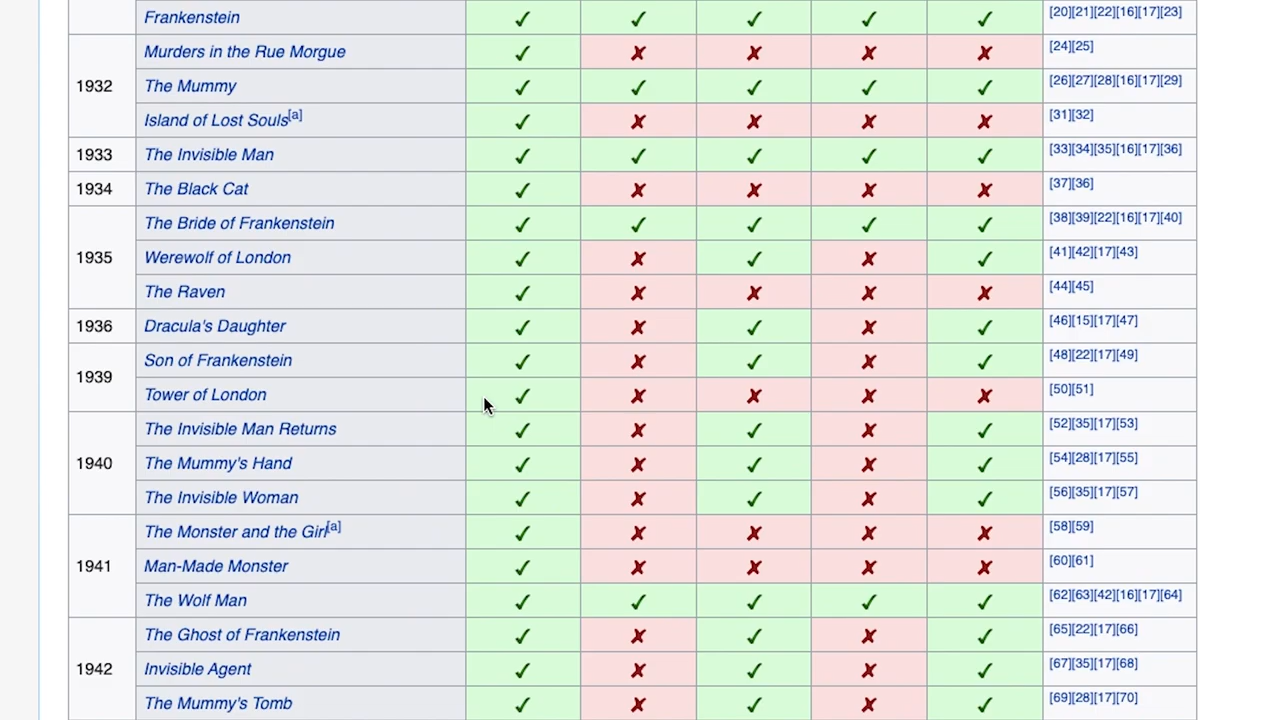 Frankenstein ✓ ✓ ✓ ✓ ✓ [20][21][22][16][17][23]
1932 Murders in the Rue Morgue ✓ ✗ ✗ ✗ ✗ [24][25]
The Mummy ✓ ✓ ✓ ✓ ✓ [26][27][28][16][17][29]
Island of Lost Souls[a] ✓ ✗ ✗ ✗ ✗ [31][32]
1933 The Invisible Man ✓ ✓ ✓ ✓ ✓ [33][34][35][16][17][36]
1934 The Black Cat ✓ ✗ ✗ ✗ ✗ [37][36]
1935 The Bride of Frankenstein ✓ ✓ ✓ ✓ ✓ [38][39][22][16][17][40]
Werewolf of London ✓ ✗ ✓ ✗ ✓ [41][42][17][43]
The Raven ✓ ✗ ✗ ✗ ✗ [44][45]
1936 Dracula's Daughter ✓ ✗ ✓ ✗ ✓ [46][15][17][47]
1939 Son of Frankenstein ✓ ✗ ✓ ✗ ✓ [48][22][17][49]
Tower of London ✓ ✗ ✗ ✗ ✗ [50][51]
1940 The Invisible Man Returns ✓ ✗ ✓ ✗ ✓ [52][35][17][53]
The Mummy's Hand ✓ ✗ ✓ ✗ ✓ [54][28][17][55]
The Invisible Woman ✓ ✗ ✓ ✗ ✓ [56][35][17][57]
1941 The Monster and the Girl[a] ✓ ✗ ✗ ✗ ✗ [58][59]
Man-Made Monster ✓ ✗ ✗ ✗ ✗ [60][61]
The Wolf Man ✓ ✓ ✓ ✓ ✓ [62][63][42][16][17][64]
1942 The Ghost of Frankenstein ✓ ✗ ✓ ✗ ✓ [65][22][17][66]
Invisible Agent ✓ ✗ ✓ ✗ ✓ [67][35][17][68]
The Mummy's Tomb ✓ ✗ ✓ ✗ ✓ [69][28][17][70]